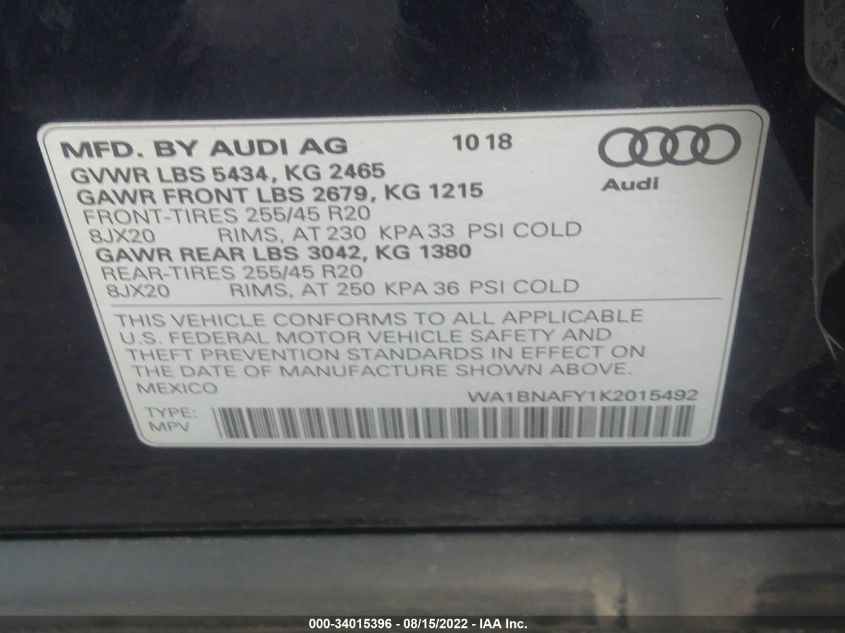 MFD. BY AUDI AG 10 18
GVWR LBS 5434, KG 2465
GAWR FRONT LBS 2679, KG 1215
Audi
FRONT-TIRES 255/45 R20
8JX20 RIMS, AT 230 KPA 33 PSI COLD
GAWR REAR LBS 3042, KG 1380
REAR-TIRES 255/45 R20
8JX20 RIMS, AT 250 KPA 36 PSI COLD
THIS VEHICLE CONFORMS TO ALL APPLICABLE
U.S. FEDERAL MOTOR VEHICLE SAFETY AND
THEFT PREVENTION STANDARDS IN EFFECT ON
THE DATE OF MANUFACTURE SHOWN ABOVE.
MEXICO
WA1BNAFY1K2015492
TYPE:
MPV
000-34015396 - 08/15/2022 - IAA Inc.